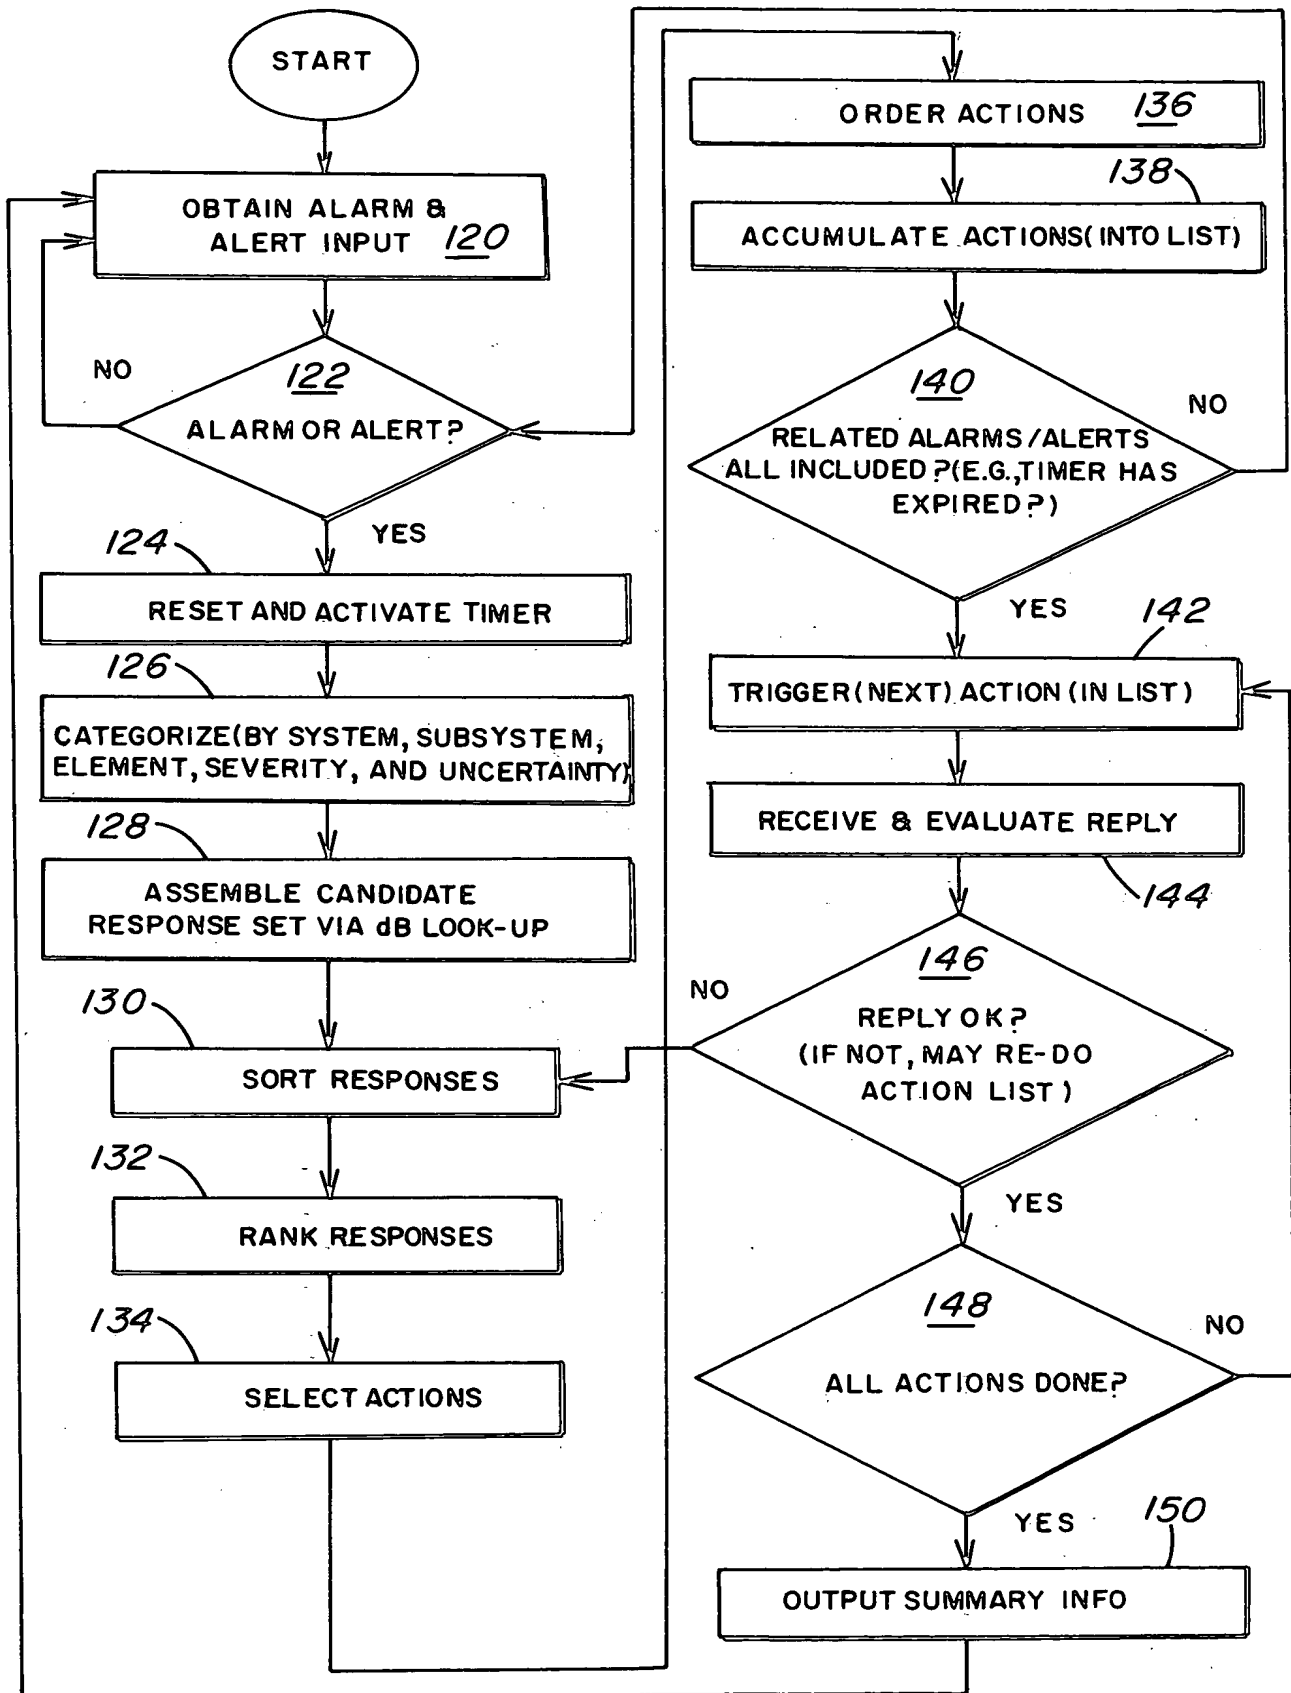 START
OBTAIN ALARM &
ALERT INPUT 120
NO
122
ALARM OR ALERT?
YES
124
RESET AND ACTIVATE TIMER
126
CATEGORIZE(BY SYSTEM, SUBSYSTEM,
ELEMENT, SEVERITY, AND UNCERTAINTY)
128
ASSEMBLE CANDIDATE
RESPONSE SET VIA dB LOOK-UP
130
SORT RESPONSES
132
RANK RESPONSES
134
SELECT ACTIONS
ORDER ACTIONS 136
138
ACCUMULATE ACTIONS(INTO LIST)
140
NO
RELATED ALARMS/ALERTS
ALL INCLUDED?(E.G.,TIMER HAS
EXPIRED?)
YES
142
TRIGGER(NEXT) ACTION (IN LIST)
RECEIVE & EVALUATE REPLY
144
146
NO
REPLY OK?
(IF NOT, MAY RE-DO
ACTION LIST)
YES
148
NO
ALL ACTIONS DONE?
YES
150
OUTPUT SUMMARY INFO